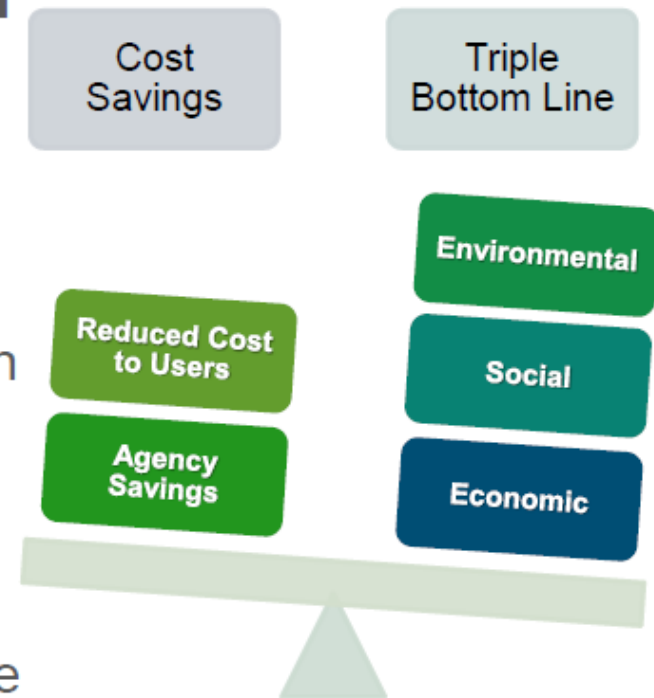 Cost
Savings
Triple
Bottom Line
Reduced Cost
to Users
Agency
Savings
Environmental
Social
Economic